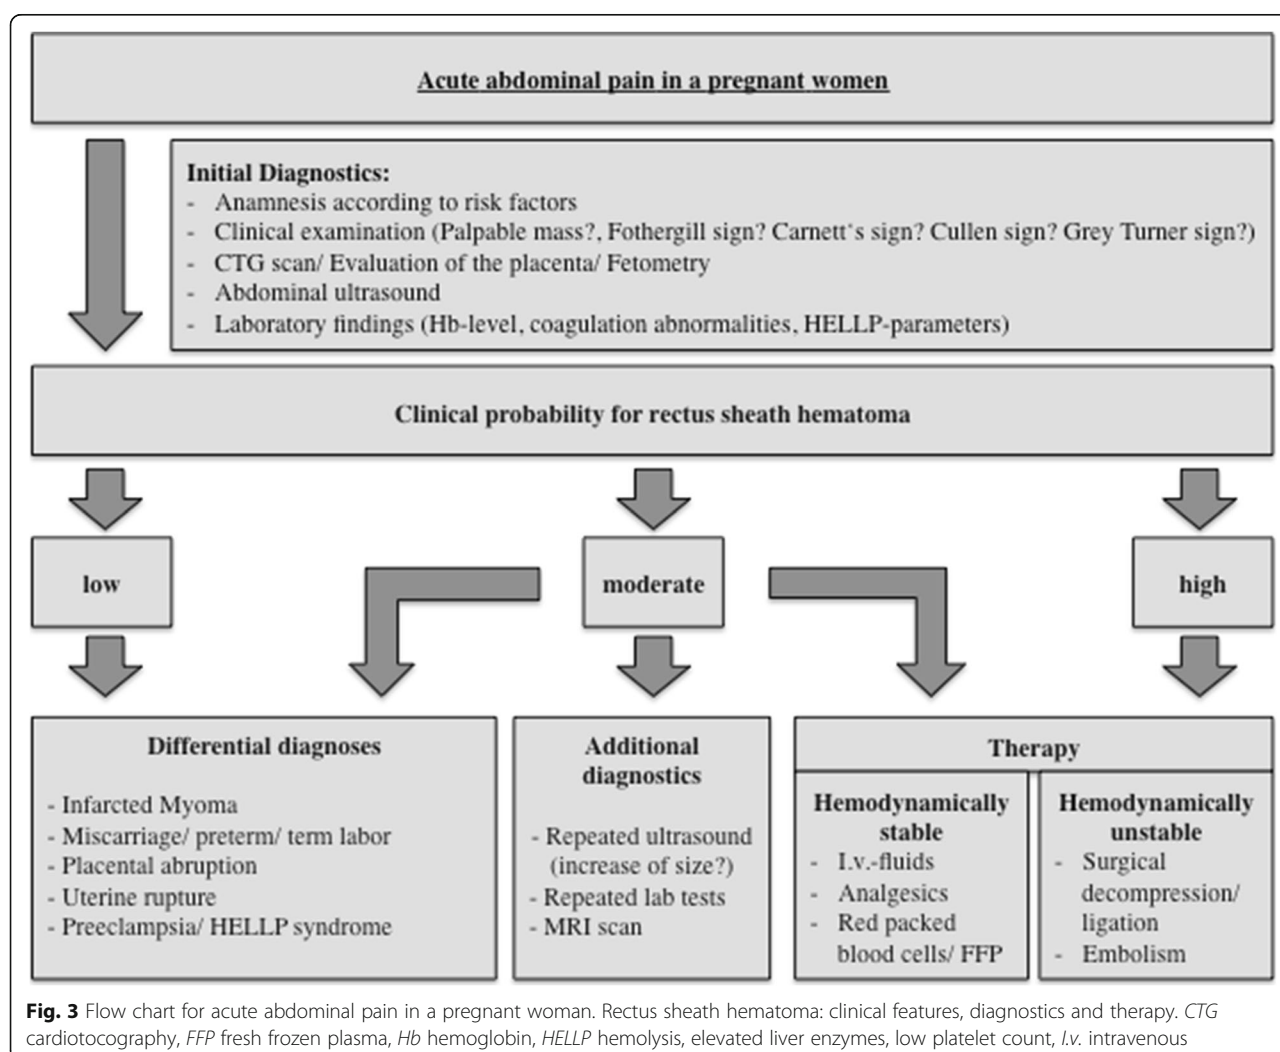 Acute abdominal pain in a pregnant women
Initial Diagnostics:
- Anamnesis according to risk factors
- Clinical examination (Palpable mass?, Fothergill sign? Carnett‘s sign? Cullen sign? Grey Turner sign?)
- CTG scan/ Evaluation of the placenta/ Fetometry
- Abdominal ultrasound
- Laboratory findings (Hb-level, coagulation abnormalities, HELLP-parameters)
Clinical probability for rectus sheath hematoma
low
moderate
high
Differential diagnoses
- Infarcted Myoma
- Miscarriage/ preterm/ term labor
- Placental abruption
- Uterine rupture
- Preeclampsia/ HELLP syndrome
Additional
diagnostics
- Repeated ultrasound
(increase of size?)
- Repeated lab tests
- MRI scan
Therapy
Hemodynamically
stable
- I.v.-fluids
- Analgesics
- Red packed
blood cells/ FFP
Hemodynamically
unstable
- Surgical
decompression/
ligation
- Embolism
Fig. 3 Flow chart for acute abdominal pain in a pregnant woman. Rectus sheath hematoma: clinical features, diagnostics and therapy. CTG
cardiotocography, FFP fresh frozen plasma, Hb hemoglobin, HELLP hemolysis, elevated liver enzymes, low platelet count, I.v. intravenous